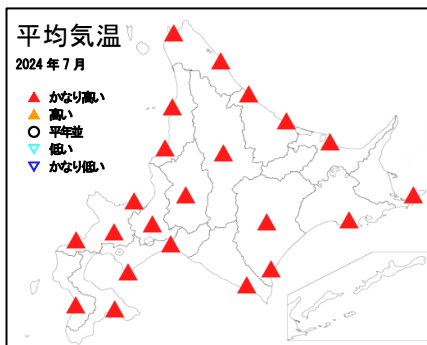 平均気温
2024 年 7 月
かなり高い
高い
平年並
低い
かなり低い